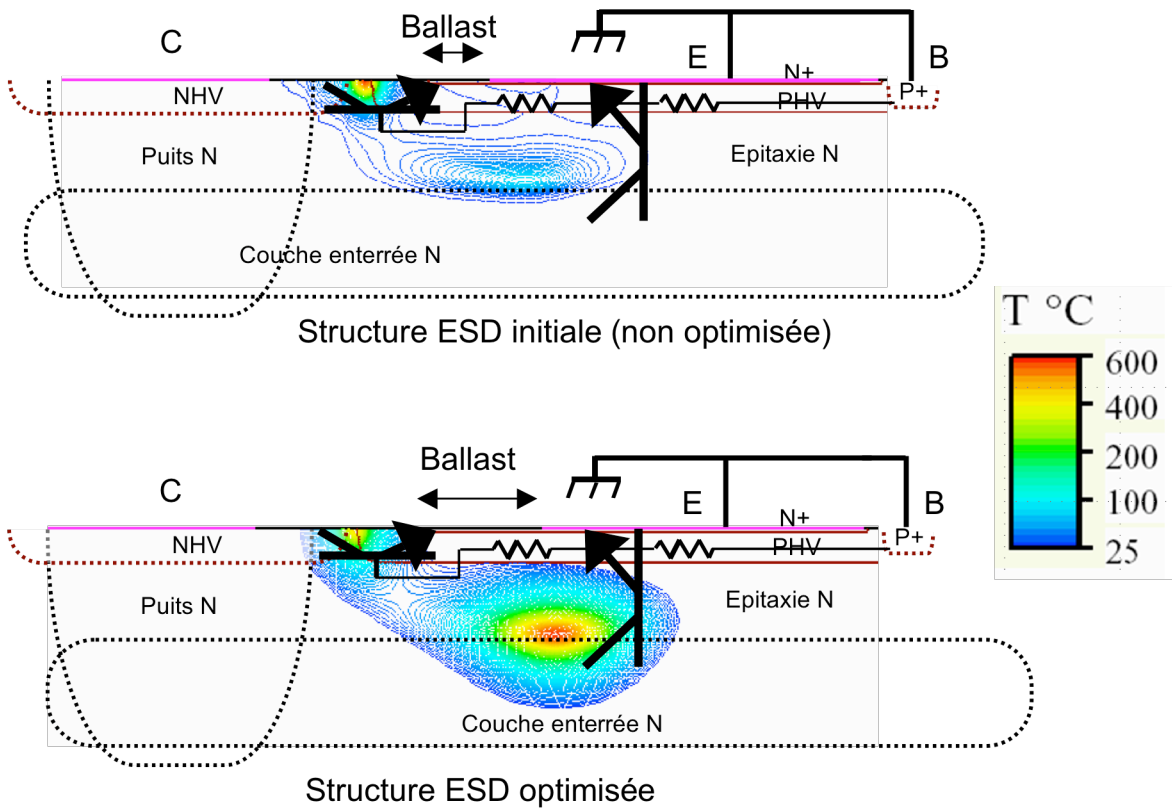 Ballast
C
E
B
N+
NHV
PHV
P+
Puits N
Epitaxie N
Couche enterrée N
Structure ESD initiale (non optimisée)
T °C
600
400
200
100
25
Ballast
C
E
B
N+
NHV
PHV
P+
Puits N
Epitaxie N
Couche enterrée N
Structure ESD optimisée